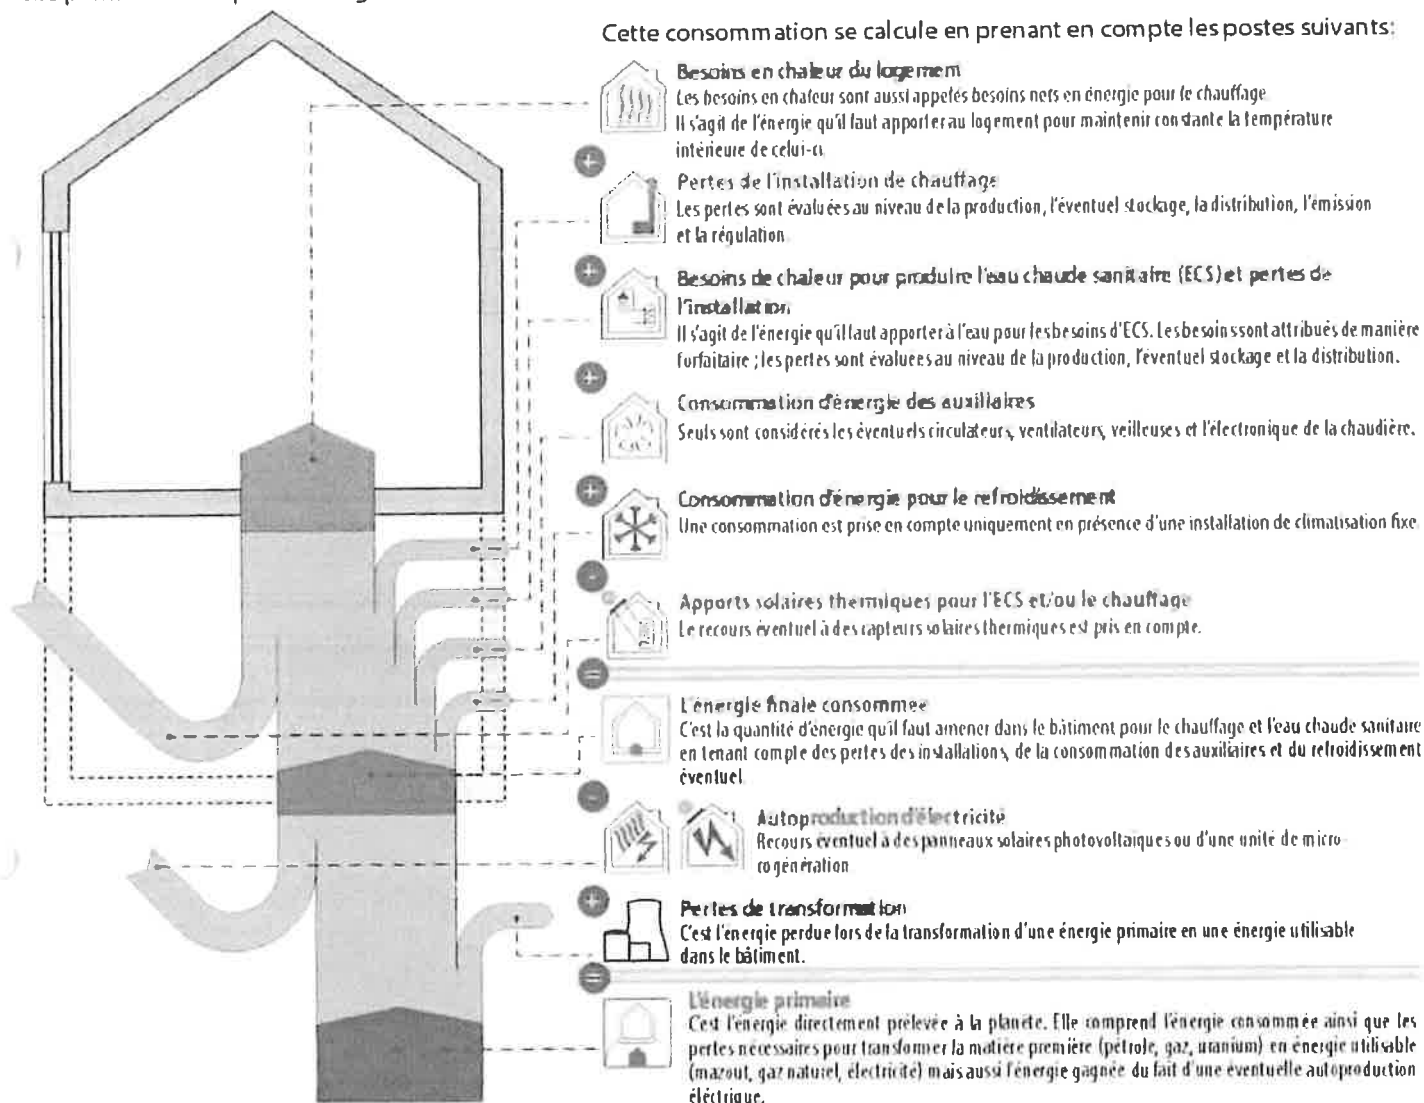 Cette consommation se calcule en prenant en compte les postes suivants:
Besoins en chaleur du logement
Les besoins en chaleur sont aussi appelés besoins nets en énergie pour le chauffage
Il s'agit de l'énergie qu'il faut apporter au logement pour maintenir constante la température
intérieure de celui-ci.
+
Pertes de l'installation de chauffage
Les pertes sont évaluées au niveau de la production, l'éventuel stockage, la distribution, l'émission
et la régulation.
+
Besoins de chaleur pour produire l'eau chaude sanitaire (ECS) et pertes de
l'installation
Il s'agit de l'énergie qu'il faut apporter à l'eau pour les besoins d'ECS. Les besoins sont attribués de manière
forfaitaire ; les pertes sont évaluées au niveau de la production, l'éventuel stockage et la distribution.
+
Consommation d'énergie des auxiliaires
Seuls sont considérés les éventuels circulateurs, ventilateurs, veilleuses et l'électronique de la chaudière.
+
Consommation d'énergie pour le refroidissement
Une consommation est prise en compte uniquement en présence d'une installation de climatisation fixe.
-
Apports solaires thermiques pour l'ECS et/ou le chauffage
Le recours éventuel à des capteurs solaires thermiques est pris en compte.
=
L'énergie finale consommée
C'est la quantité d'énergie qu'il faut amener dans le bâtiment pour le chauffage et l'eau chaude sanitaire
en tenant compte des pertes des installations, de la consommation des auxiliaires et du refroidissement
éventuel.
-
Autoproduction d'électricité
Recours éventuel à des panneaux solaires photovoltaïques ou d'une unité de micro-
cogénération
+
Pertes de transformation
C'est l'énergie perdue lors de la transformation d'une énergie primaire en une énergie utilisable
dans le bâtiment.
=
L'énergie primaire
C'est l'énergie directement prélevée à la planète. Elle comprend l'énergie consommée ainsi que les
pertes nécessaires pour transformer la matière première (pétrole, gaz, uranium) en énergie utilisable
(mazout, gaz naturel, électricité) mais aussi l'énergie gagnée du fait d'une éventuelle autoproduction
électrique.